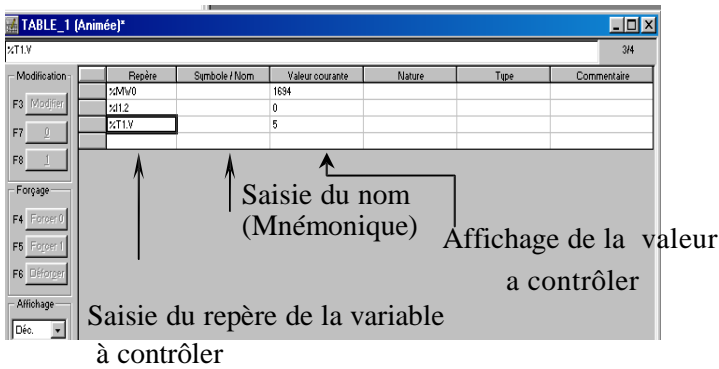 TABLE_1 (Animée)*
%T1.V 3/4
Modification
Repère Symbole / Nom Valeur courante Nature Type Commentaire
%MW0 1694
F3 Modifier
%I1.2 0
%T1.V 5
F7 0
F8 1
Forçage
F4 Forcer 0
F5 Forcer 1
F6 Déforcer
Affichage
Déc.
Saisie du nom
(Mnémonique)
Affichage de la valeur
a contrôler
Saisie du repère de la variable
à contrôler